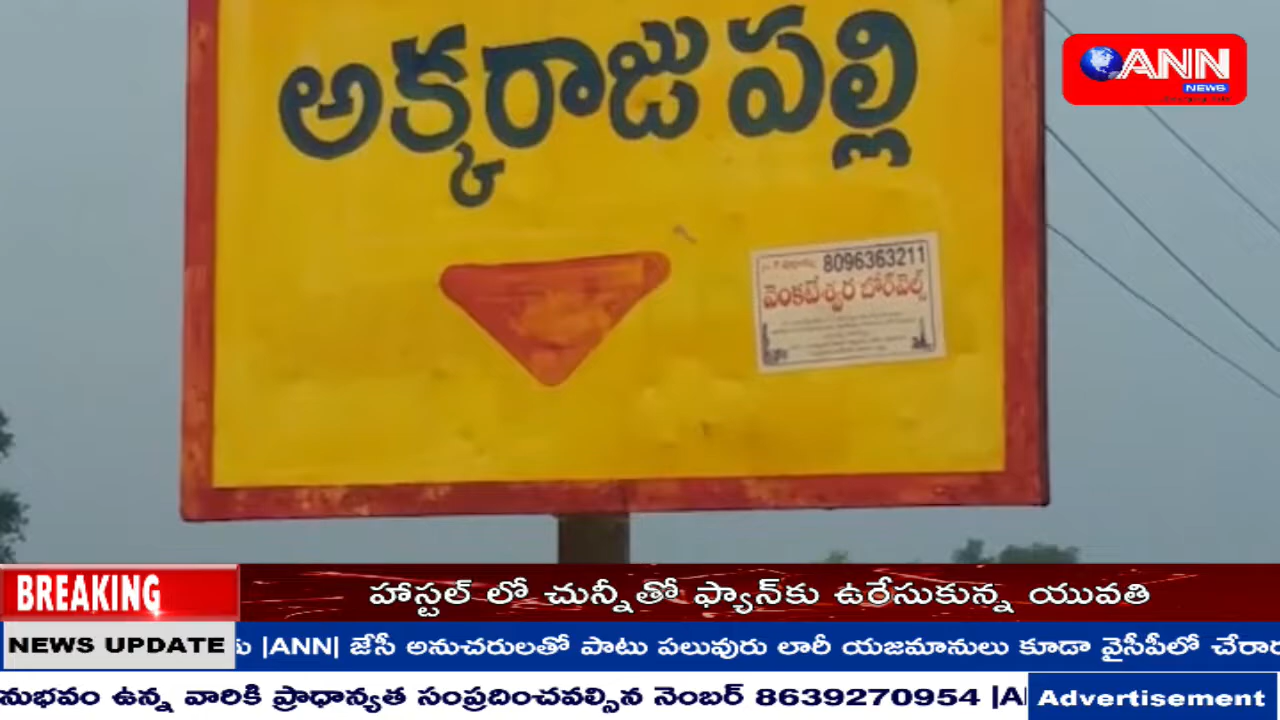 అక్కరాజు పల్లి
ANN
NEWS
8096363211
వెంకటేశ్వర బోర్‌వెల్స్
BREAKING
హాస్టల్ లో చున్నీతో ఫ్యాన్‌కు ఉరేసుకున్న యువతి
NEWS UPDATE
|ANN| జేసీ అనుచరులతో పాటు పలువురు లారీ యజమానులు కూడా వైసీపీలో చేరా
నుభవం ఉన్న వారికి ప్రాధాన్యత సంప్రదించవల్సిన నెంబర్ 8639270954 |A
Advertisement